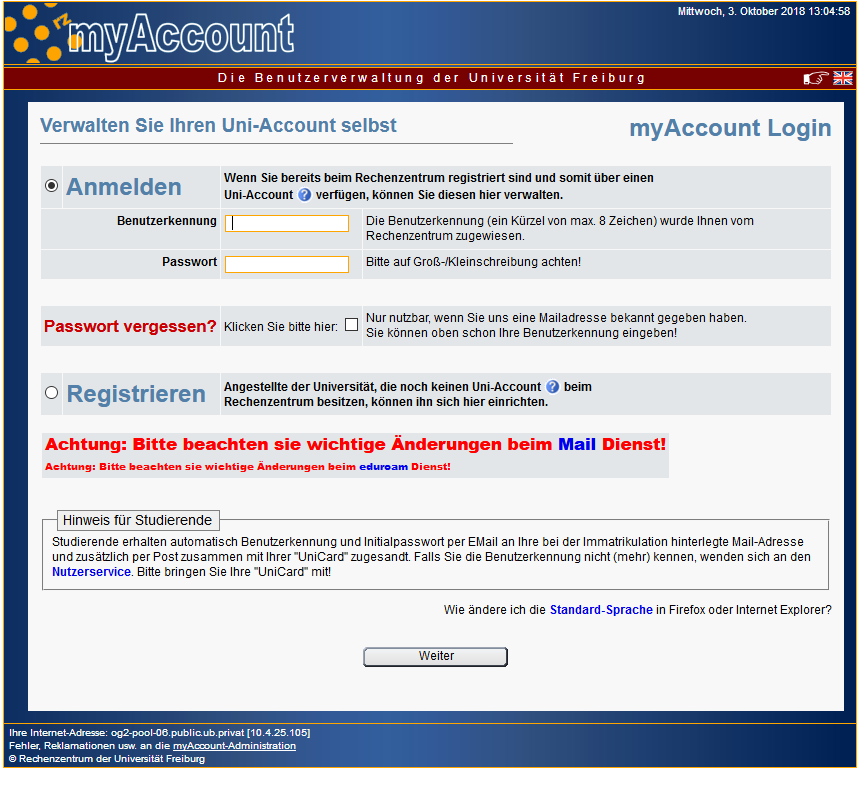 Mittwoch, 3. Oktober 2018 13:04:58
RZ myAccount
Die Benutzerverwaltung der Universität Freiburg
Verwalten Sie Ihren Uni-Account selbst
myAccount Login
Anmelden
Wenn Sie bereits beim Rechenzentrum registriert sind und somit über einen
Uni-Account ? verfügen, können Sie diesen hier verwalten.
Benutzerkennung
Die Benutzerkennung (ein Kürzel von max. 8 Zeichen) wurde Ihnen vom
Rechenzentrum zugewiesen.
Passwort
Bitte auf Groß-/Kleinschreibung achten!
Passwort vergessen?
Klicken Sie bitte hier:
Nur nutzbar, wenn Sie uns eine Mailadresse bekannt gegeben haben.
Sie können oben schon Ihre Benutzerkennung eingeben!
Registrieren
Angestellte der Universität, die noch keinen Uni-Account ? beim
Rechenzentrum besitzen, können ihn sich hier einrichten.
Achtung: Bitte beachten sie wichtige Änderungen beim Mail Dienst!
Achtung: Bitte beachten sie wichtige Änderungen beim eduroam Dienst!
Hinweis für Studierende
Studierende erhalten automatisch Benutzerkennung und Initialpasswort per EMail an Ihre bei der Immatrikulation hinterlegte Mail-Adresse
und zusätzlich per Post zusammen mit Ihrer "UniCard" zugesandt. Falls Sie die Benutzerkennung nicht (mehr) kennen, wenden sich an den
Nutzerservice. Bitte bringen Sie Ihre "UniCard" mit!
Wie ändere ich die Standard-Sprache in Firefox oder Internet Explorer?
Weiter
Ihre Internet-Adresse: og2-pool-06.public.ub.privat [10.4.25.105]
Fehler, Reklamationen usw. an die myAccount-Administration
© Rechenzentrum der Universität Freiburg